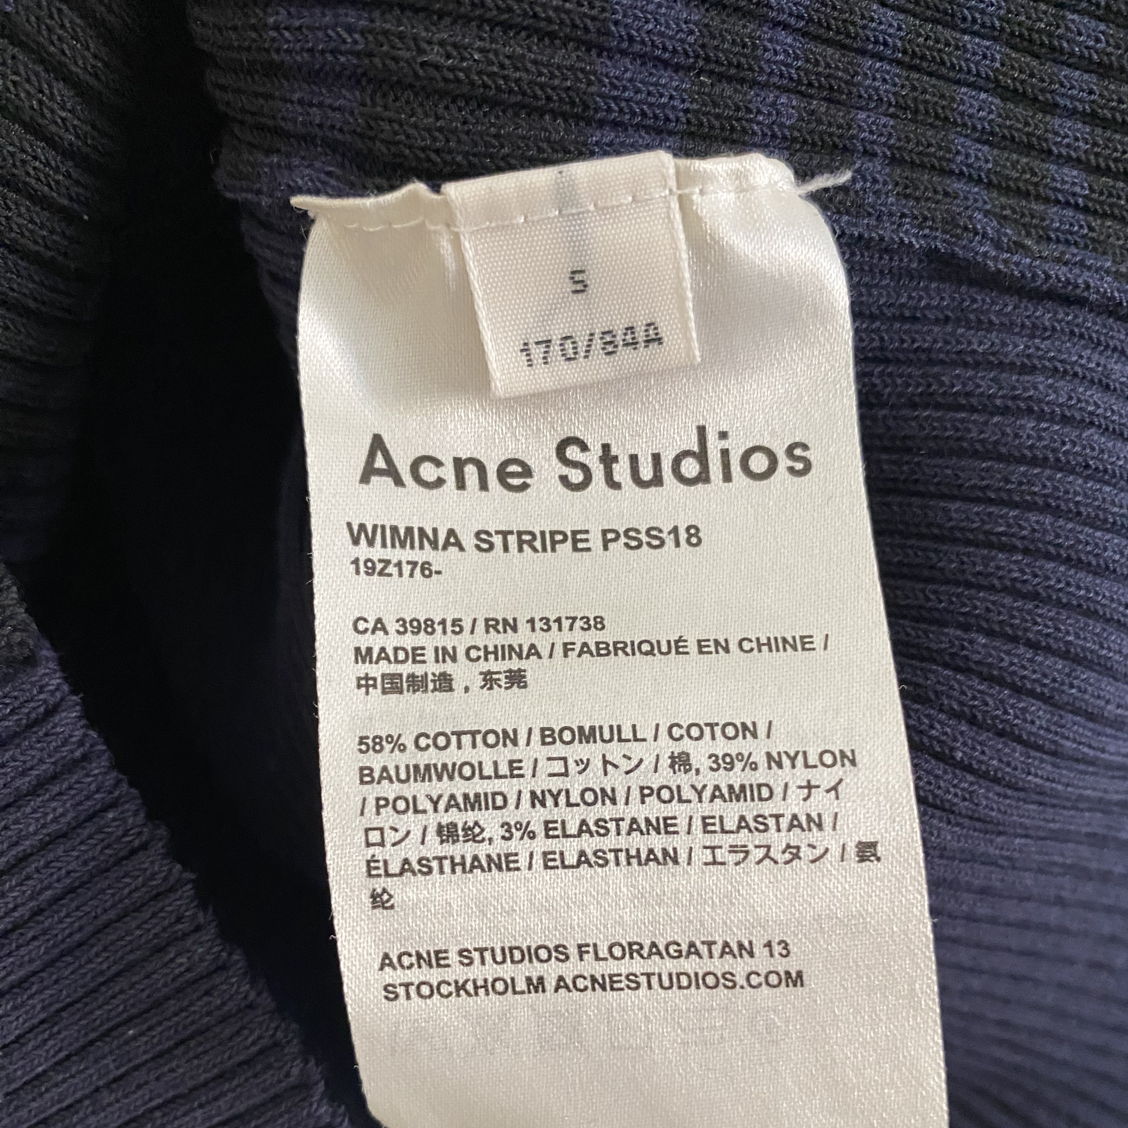 S
170/84A
Acne Studios
WIMNA STRIPE PSS18
19Z176-
CA 39815 / RN 131738
MADE IN CHINA / FABRIQUÉ EN CHINE /
中国制造，东莞
58% COTTON / BOMULL / COTON /
BAUMWOLLE / コットン / 棉, 39% NYLON
/ POLYAMID / NYLON / POLYAMID / ナイ
ロン / 锦纶, 3% ELASTANE / ELASTAN /
ÉLASTHANE / ELASTHAN / エラスタン / 氨
纶
ACNE STUDIOS FLORAGATAN 13
STOCKHOLM ACNESTUDIOS.COM